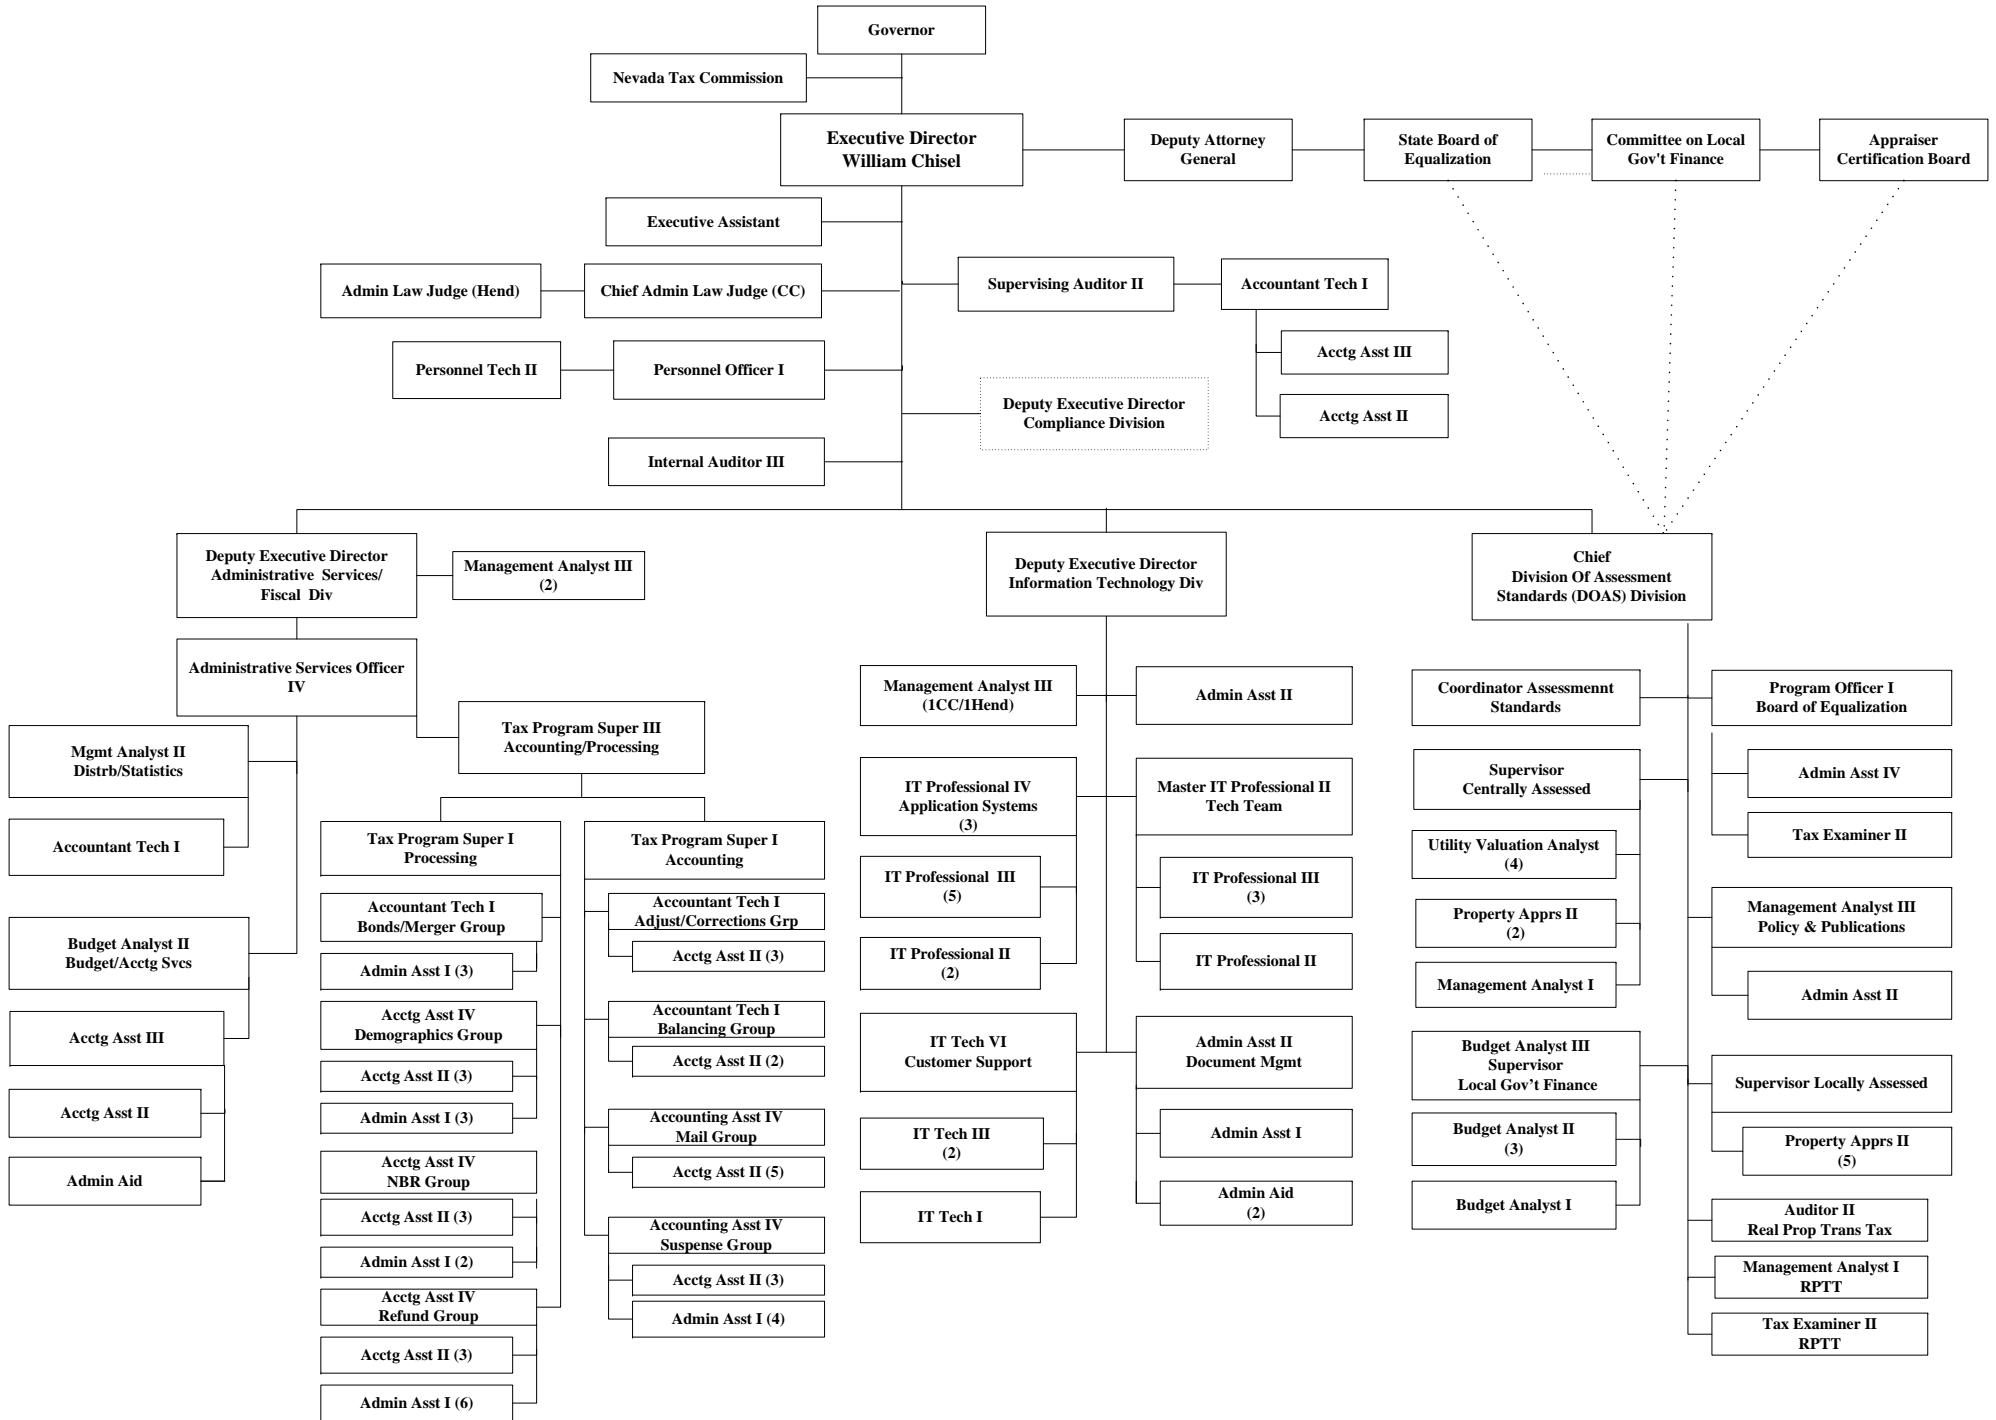 Governor
Nevada Tax Commission
Executive Director
William Chisel
Deputy Attorney
General
State Board of
Equalization
Committee on Local
Gov't Finance
Appraiser
Certification Board
Executive Assistant
Admin Law Judge (Hend)
Chief Admin Law Judge (CC)
Supervising Auditor II
Accountant Tech I
Acctg Asst III
Acctg Asst II
Personnel Tech II
Personnel Officer I
Deputy Executive Director
Compliance Division
Internal Auditor III
Deputy Executive Director
Administrative Services/
Fiscal Div
Management Analyst III
(2)
Administrative Services Officer
IV
Mgmt Analyst II
Distrb/Statistics
Accountant Tech I
Budget Analyst II
Budget/Acctg Svcs
Acctg Asst III
Acctg Asst II
Admin Aid
Tax Program Super III
Accounting/Processing
Tax Program Super I
Processing
Accountant Tech I
Bonds/Merger Group
Admin Asst I (3)
Acctg Asst IV
Demographics Group
Acctg Asst II (3)
Admin Asst I (3)
Acctg Asst IV
NBR Group
Acctg Asst II (3)
Admin Asst I (2)
Acctg Asst IV
Refund Group
Acctg Asst II (3)
Admin Asst I (6)
Tax Program Super I
Accounting
Accountant Tech I
Adjust/Corrections Grp
Acctg Asst II (3)
Accountant Tech I
Balancing Group
Acctg Asst II (2)
Accounting Asst IV
Mail Group
Acctg Asst II (5)
Accounting Asst IV
Suspense Group
Acctg Asst II (3)
Admin Asst I (4)
Deputy Executive Director
Information Technology Div
Management Analyst III
(1CC/1Hend)
Admin Asst II
IT Professional IV
Application Systems
(3)
IT Professional III
(5)
IT Professional II
(2)
Master IT Professional II
Tech Team
IT Professional III
(3)
IT Professional II
IT Tech VI
Customer Support
IT Tech III
(2)
IT Tech I
Admin Asst II
Document Mgmt
Admin Asst I
Admin Aid
(2)
Chief
Division Of Assessment
Standards (DOAS) Division
Coordinator Assessmennt
Standards
Supervisor
Centrally Assessed
Utility Valuation Analyst
(4)
Property Apprs II
(2)
Management Analyst I
Budget Analyst III
Supervisor
Local Gov’t Finance
Budget Analyst II
(3)
Budget Analyst I
Program Officer I
Board of Equalization
Admin Asst IV
Tax Examiner II
Management Analyst III
Policy & Publications
Admin Asst II
Supervisor Locally Assessed
Property Apprs II
(5)
Auditor II
Real Prop Trans Tax
Management Analyst I
RPTT
Tax Examiner II
RPTT